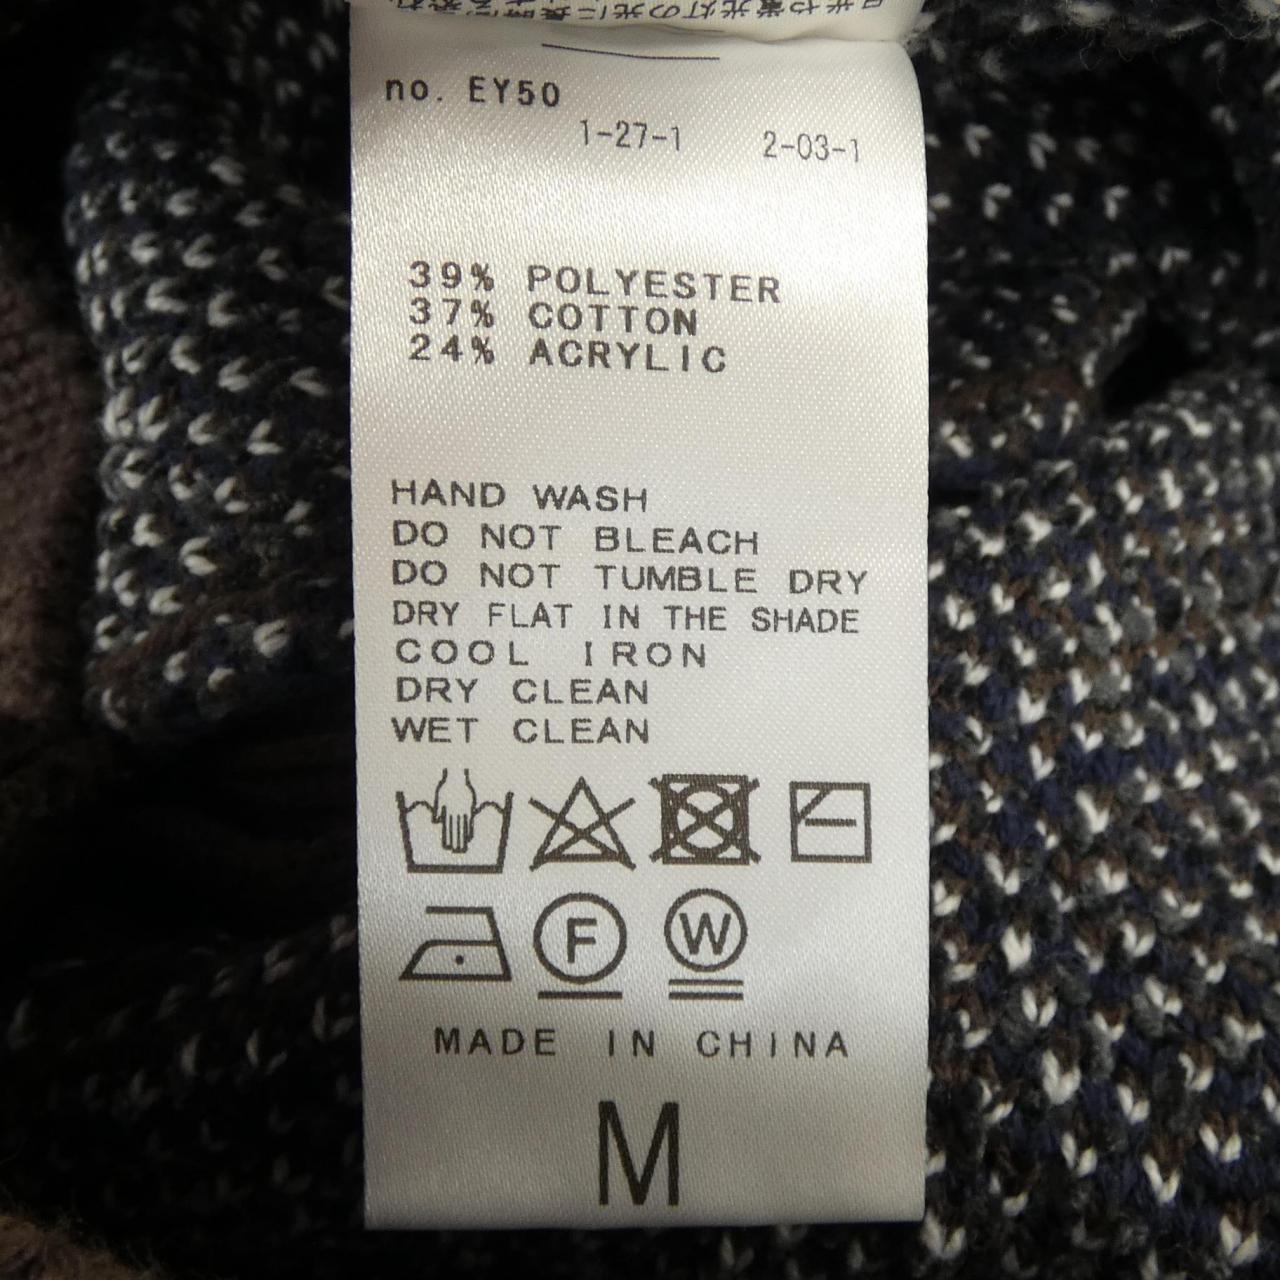 no. EY50
1-27-1 2-03-1
39% POLYESTER
37% COTTON
24% ACRYLIC
HAND WASH
DO NOT BLEACH
DO NOT TUMBLE DRY
DRY FLAT IN THE SHADE
COOL IRON
DRY CLEAN
WET CLEAN
F W
MADE IN CHINA
M